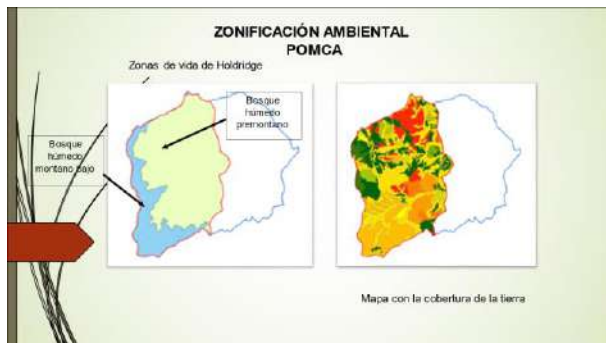 ZONIFICACIÓN AMBIENTAL
POMCA
Zonas de vida de Holdridge
Bosque
húmedo
premontano
Bosque
húmedo
montano bajo
Mapa con la cobertura de la tierra